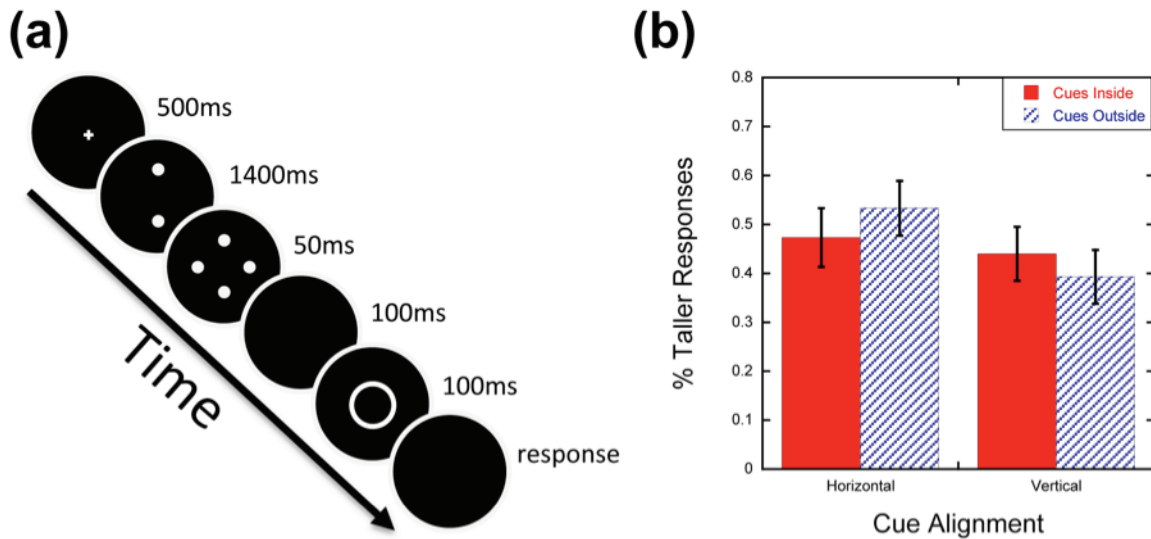 (a)
500ms
1400ms
50ms
100ms
100ms
response
Time
(b)
% Taller Responses
0.8
0.7
0.6
0.5
0.4
0.3
0.2
0.1
0
Cues Inside
Cues Outside
Horizontal
Vertical
Cue Alignment